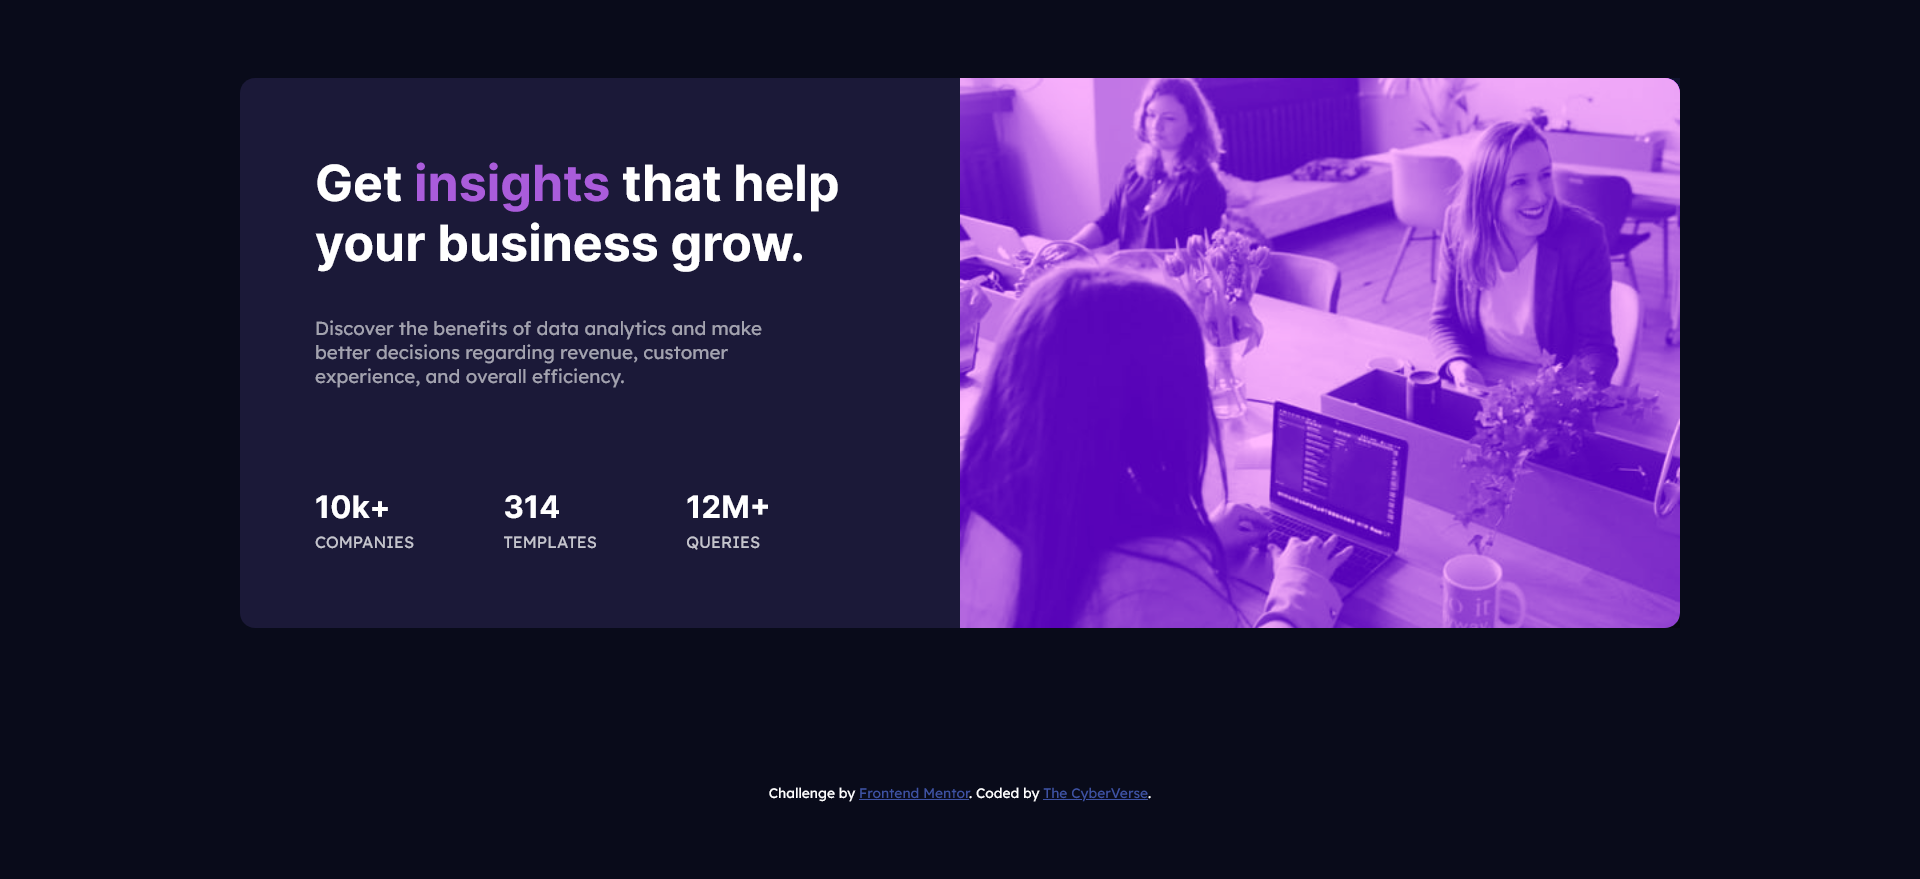 Get insights that help
your business grow.
Discover the benefits of data analytics and make
better decisions regarding revenue, customer
experience, and overall efficiency.
10k+
COMPANIES
314
TEMPLATES
12M+
QUERIES
Challenge by Frontend Mentor. Coded by The CyberVerse.